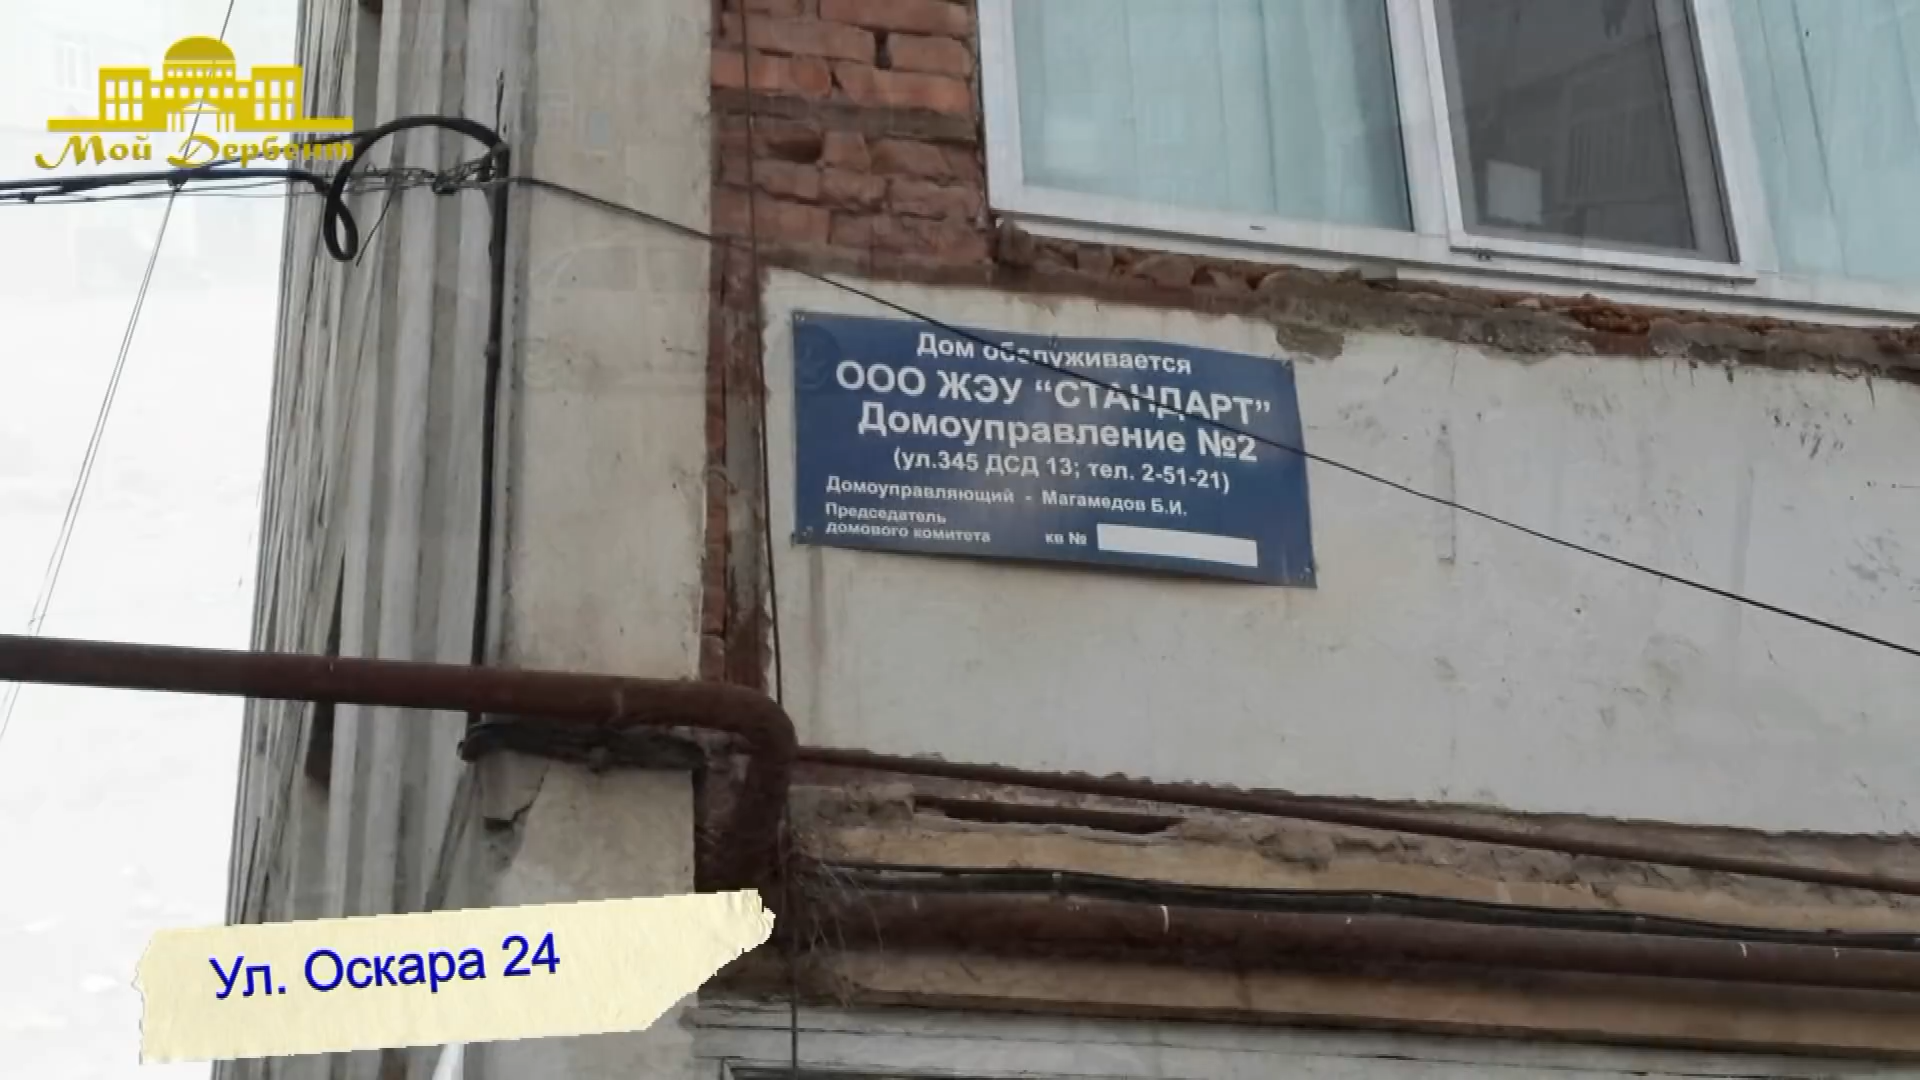 Мой Дербент
Дом обслуживается
ООО ЖЭУ “СТАНДАРТ”
Домоуправление №2
(ул.345 ДСД 13; тел. 2-51-21)
Домоуправляющий - Магамедов Б.И.
Председатель
домового комитета кв №
Ул. Оскара 24